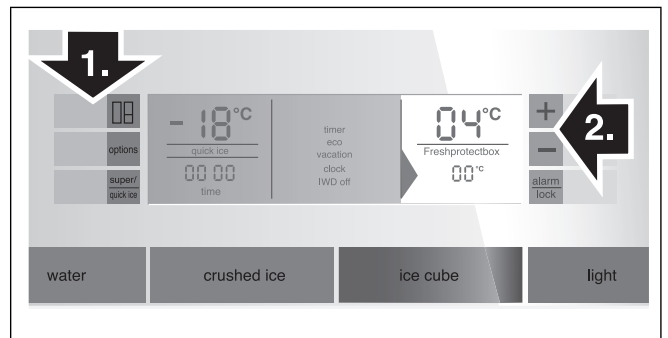 1.
2.
-18°C
quick ice
00 00
time
timer
eco
vacation
clock
IWD off
04°C
Freshprotectbox
00°C
options
super/
quick ice
+
-
alarm
lock
water
crushed ice
ice cube
light